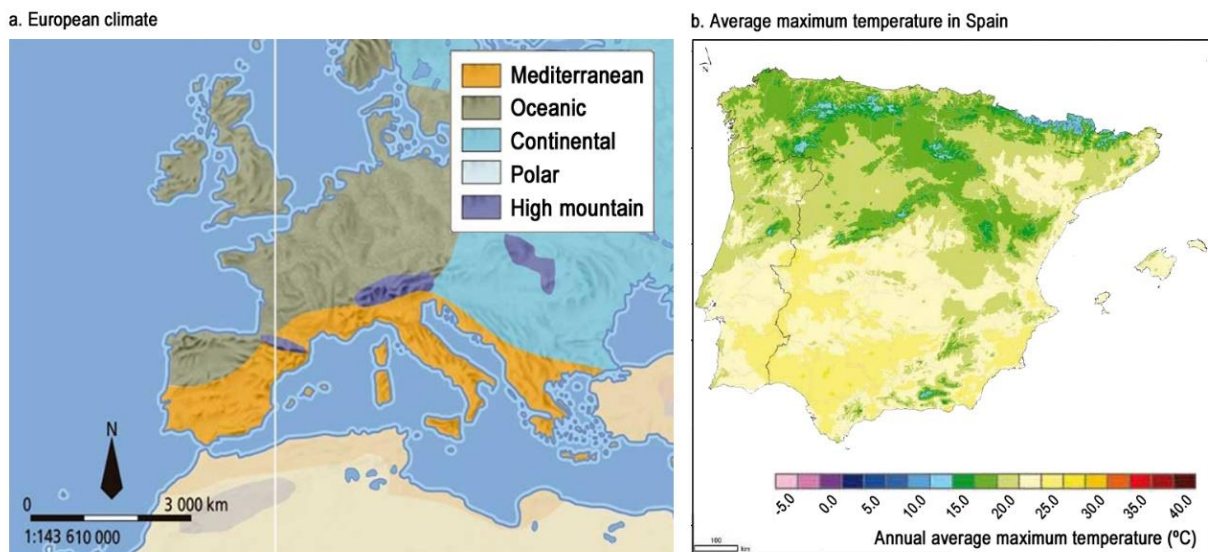 a. European climate
Mediterranean
Oceanic
Continental
Polar
High mountain
N
0 3 000 km
1:143 610 000
b. Average maximum temperature in Spain
N
-5.0 0.0 5.0 10.0 15.0 20.0 25.0 30.0 35.0 40.0
Annual average maximum temperature (ºC)
100
km